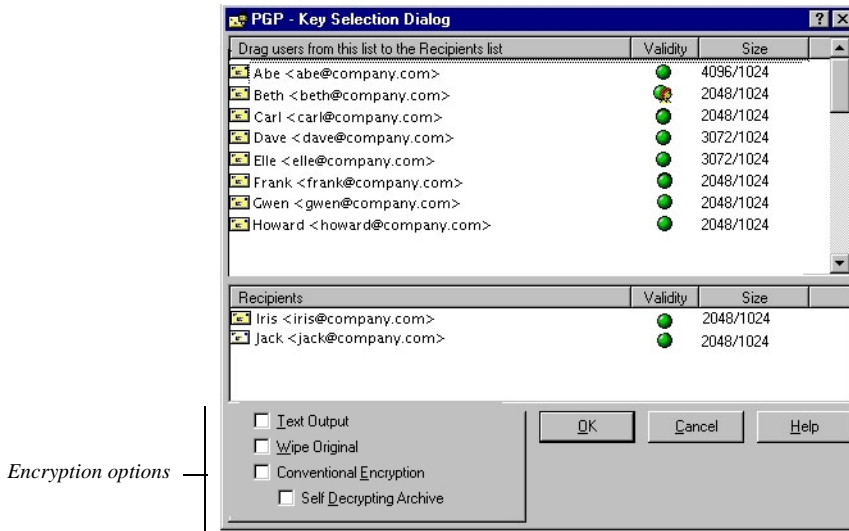 PGP - Key Selection Dialog
Drag users from this list to the Recipients list Validity Size
Abe <abe@company.com> 4096/1024
Beth <beth@company.com> 2048/1024
Carl <carl@company.com> 2048/1024
Dave <dave@company.com> 3072/1024
Elle <elle@company.com> 3072/1024
Frank <frank@company.com> 2048/1024
Gwen <gwen@company.com> 2048/1024
Howard <howard@company.com> 2048/1024
Recipients Validity Size
Iris <iris@company.com> 2048/1024
Jack <jack@company.com> 2048/1024
Text Output OK Cancel Help
Wipe Original
Encryption options Conventional Encryption
Self Decrypting Archive